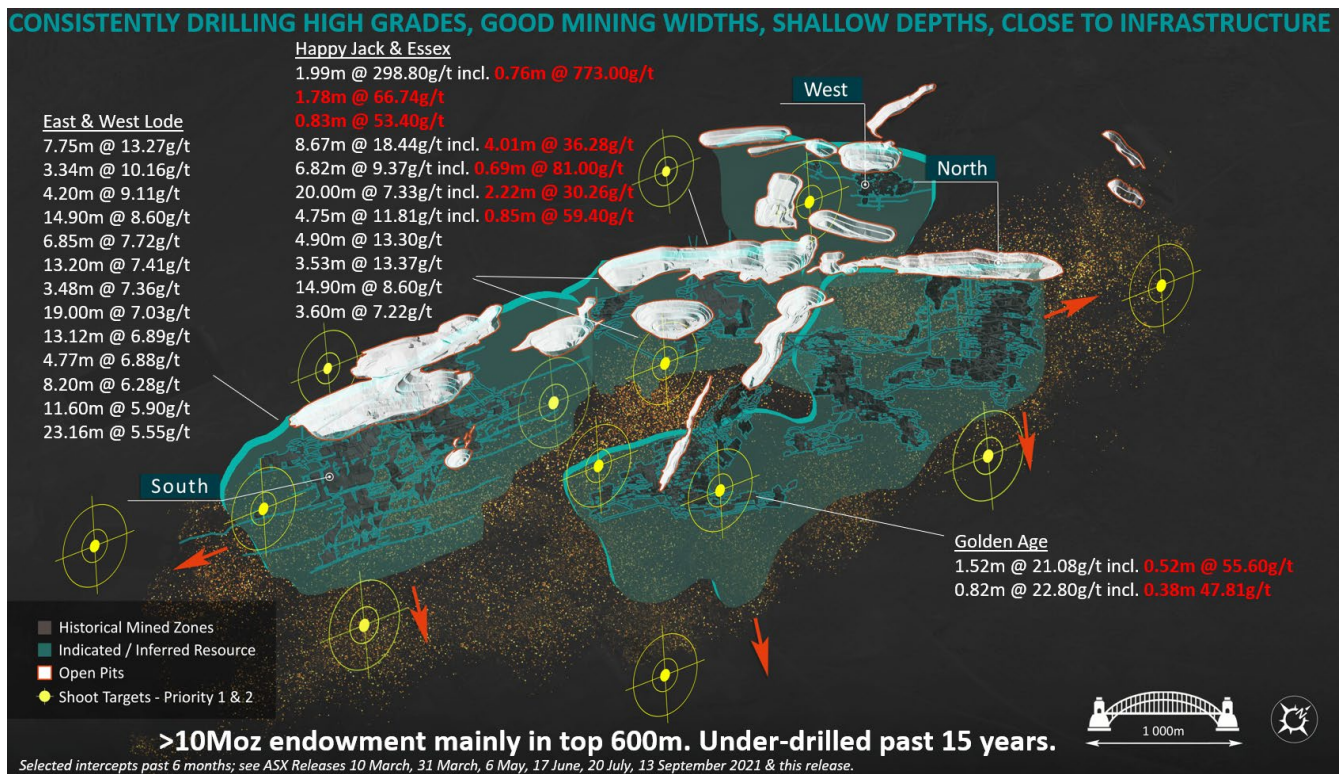 CONSISTENTLY DRILLING HIGH GRADES, GOOD MINING WIDTHS, SHALLOW DEPTHS, CLOSE TO INFRASTRUCTURE
Happy Jack & Essex
1.99m @ 298.80g/t incl. 0.76m @ 773.00g/t
1.78m @ 66.74g/t
0.83m @ 53.40g/t
8.67m @ 18.44g/t incl. 4.01m @ 36.28g/t
6.82m @ 9.37g/t incl. 0.69m @ 81.00g/t
20.00m @ 7.33g/t incl. 2.22m @ 30.26g/t
4.75m @ 11.81g/t incl. 0.85m @ 59.40g/t
4.90m @ 13.30g/t
3.53m @ 13.37g/t
14.90m @ 8.60g/t
3.60m @ 7.22g/t
East & West Lode
7.75m @ 13.27g/t
3.34m @ 10.16g/t
4.20m @ 9.11g/t
14.90m @ 8.60g/t
6.85m @ 7.72g/t
13.20m @ 7.41g/t
3.48m @ 7.36g/t
19.00m @ 7.03g/t
13.12m @ 6.89g/t
4.77m @ 6.88g/t
8.20m @ 6.28g/t
11.60m @ 5.90g/t
23.16m @ 5.55g/t
West
North
South
Golden Age
1.52m @ 21.08g/t incl. 0.52m @ 55.60g/t
0.82m @ 22.80g/t incl. 0.38m 47.81g/t
Historical Mined Zones
Indicated / Inferred Resource
Open Pits
Shoot Targets - Priority 1 & 2
>10Moz endowment mainly in top 600m. Under-drilled past 15 years.
1 000m
N
Selected intercepts past 6 months; see ASX Releases 10 March, 31 March, 6 May, 17 June, 20 July, 13 September 2021 & this release.